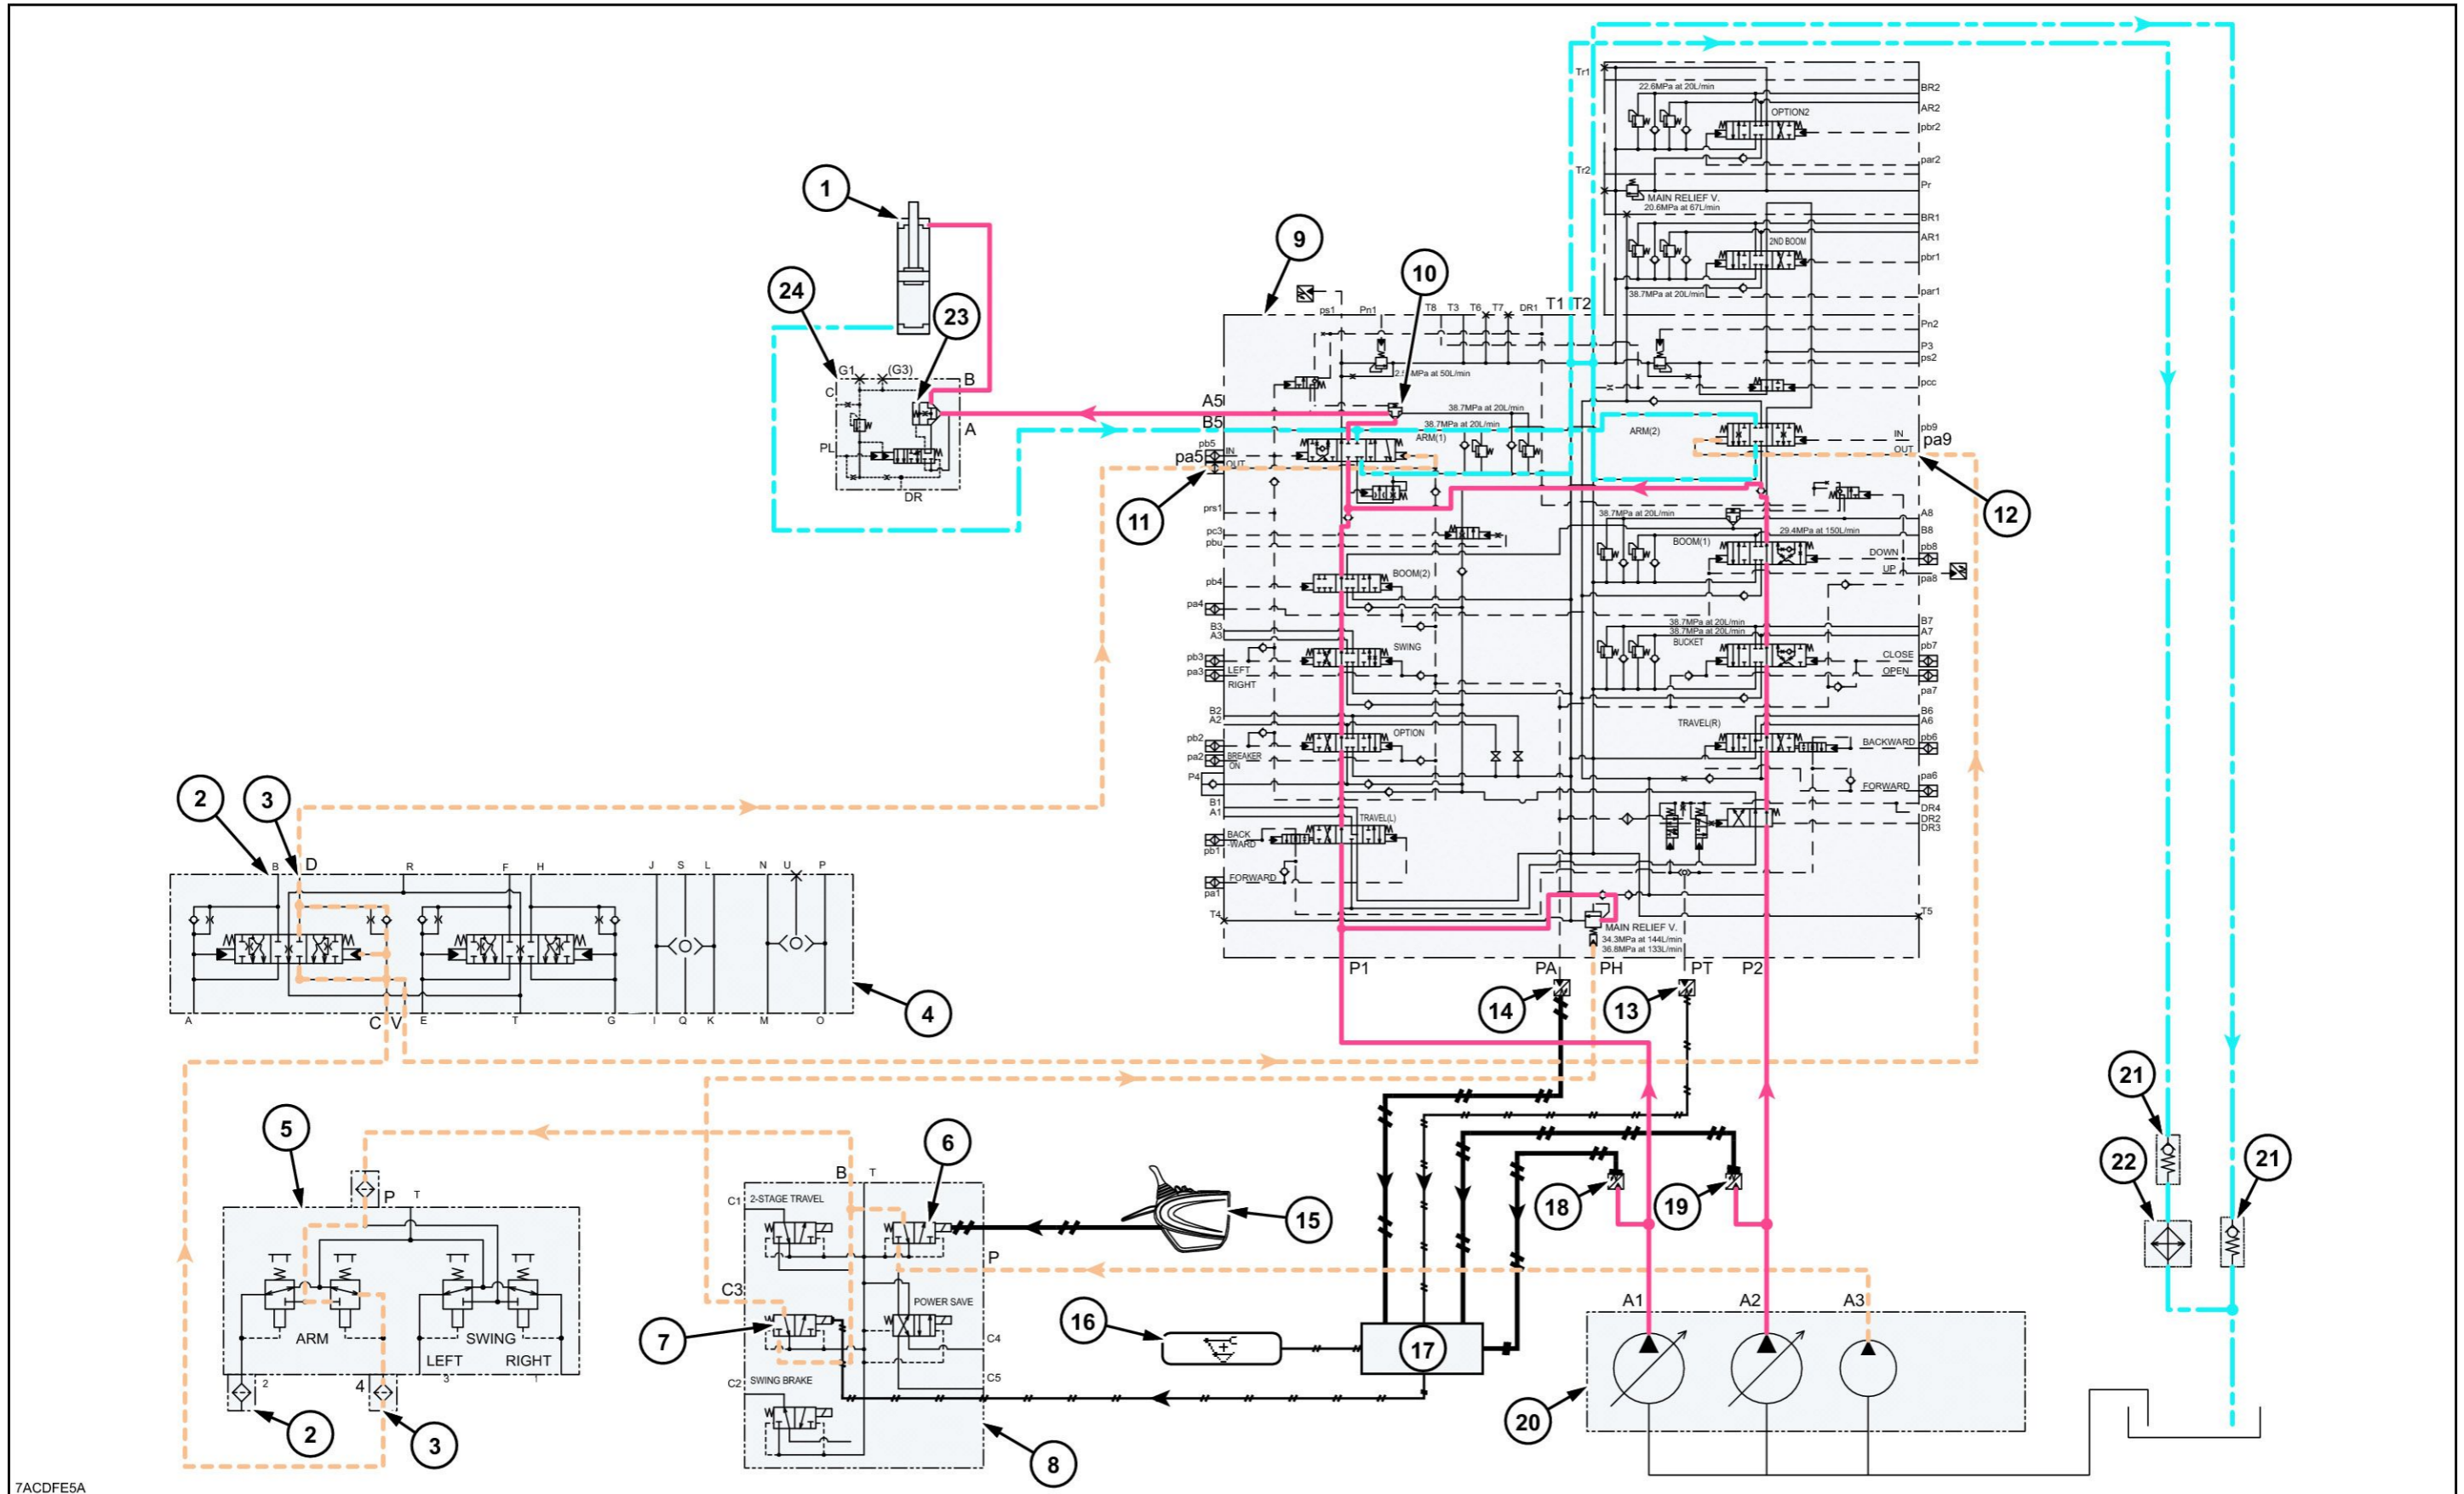 Tr1
22.6MPa at 20L/min
BR2
AR2
OPTION2
pbr2
par2
Tr2
Pr
MAIN RELIEF V.
20.6MPa at 67L/min
BR1
AR1
2ND BOOM
pbr1
par1
38.7MPa at 20L/min
1
9
10
24
23
ps1
Pn1
T8
T3
T6
T7
DR1
T1
T2
Pn2
P3
ps2
pcc
MPa at 50L/min
G1
(G3)
B
C
A
PL
DR
A5
B5
38.7MPa at 20L/min
38.7MPa at 20L/min
ARM(1)
ARM(2)
pb5
IN
pa5
OUT
pb9
IN
pa9
OUT
11
12
prs1
pc3
pbu
38.7MPa at 20L/min
A8
29.4MPa at 150L/min
B8
BOOM(1)
pb8
DOWN
UP
pa8
BOOM(2)
pb4
pa4
B3
A3
38.7MPa at 20L/min
38.7MPa at 20L/min
B7
A7
BUCKET
pb7
CLOSE
OPEN
pa7
SWING
pb3
pa3
LEFT
RIGHT
B2
A2
B6
A6
TRAVEL(R)
OPTION
pb2
pa2
BREAKER
ON
pb6
BACKWARD
P4
pa6
FORWARD
B1
A1
DR4
DR2
DR3
TRAVEL(L)
BACK
-WARD
pb1
FORWARD
pa1
T4
T5
MAIN RELIEF V.
34.3MPa at 144L/min
36.8MPa at 133L/min
P1
PA
PH
PT
P2
2
3
B
D
R
F
H
J
S
L
N
U
P
A
C
V
E
T
G
I
Q
K
M
O
4
14
13
5
P
T
ARM
SWING
LEFT
RIGHT
2
4
3
1
2
3
6
B
T
C1
2-STAGE TRAVEL
P
C3
POWER SAVE
7
C4
C2
SWING BRAKE
C5
8
15
16
17
18
19
A1
A2
A3
20
21
22
21
7ACDFE5A